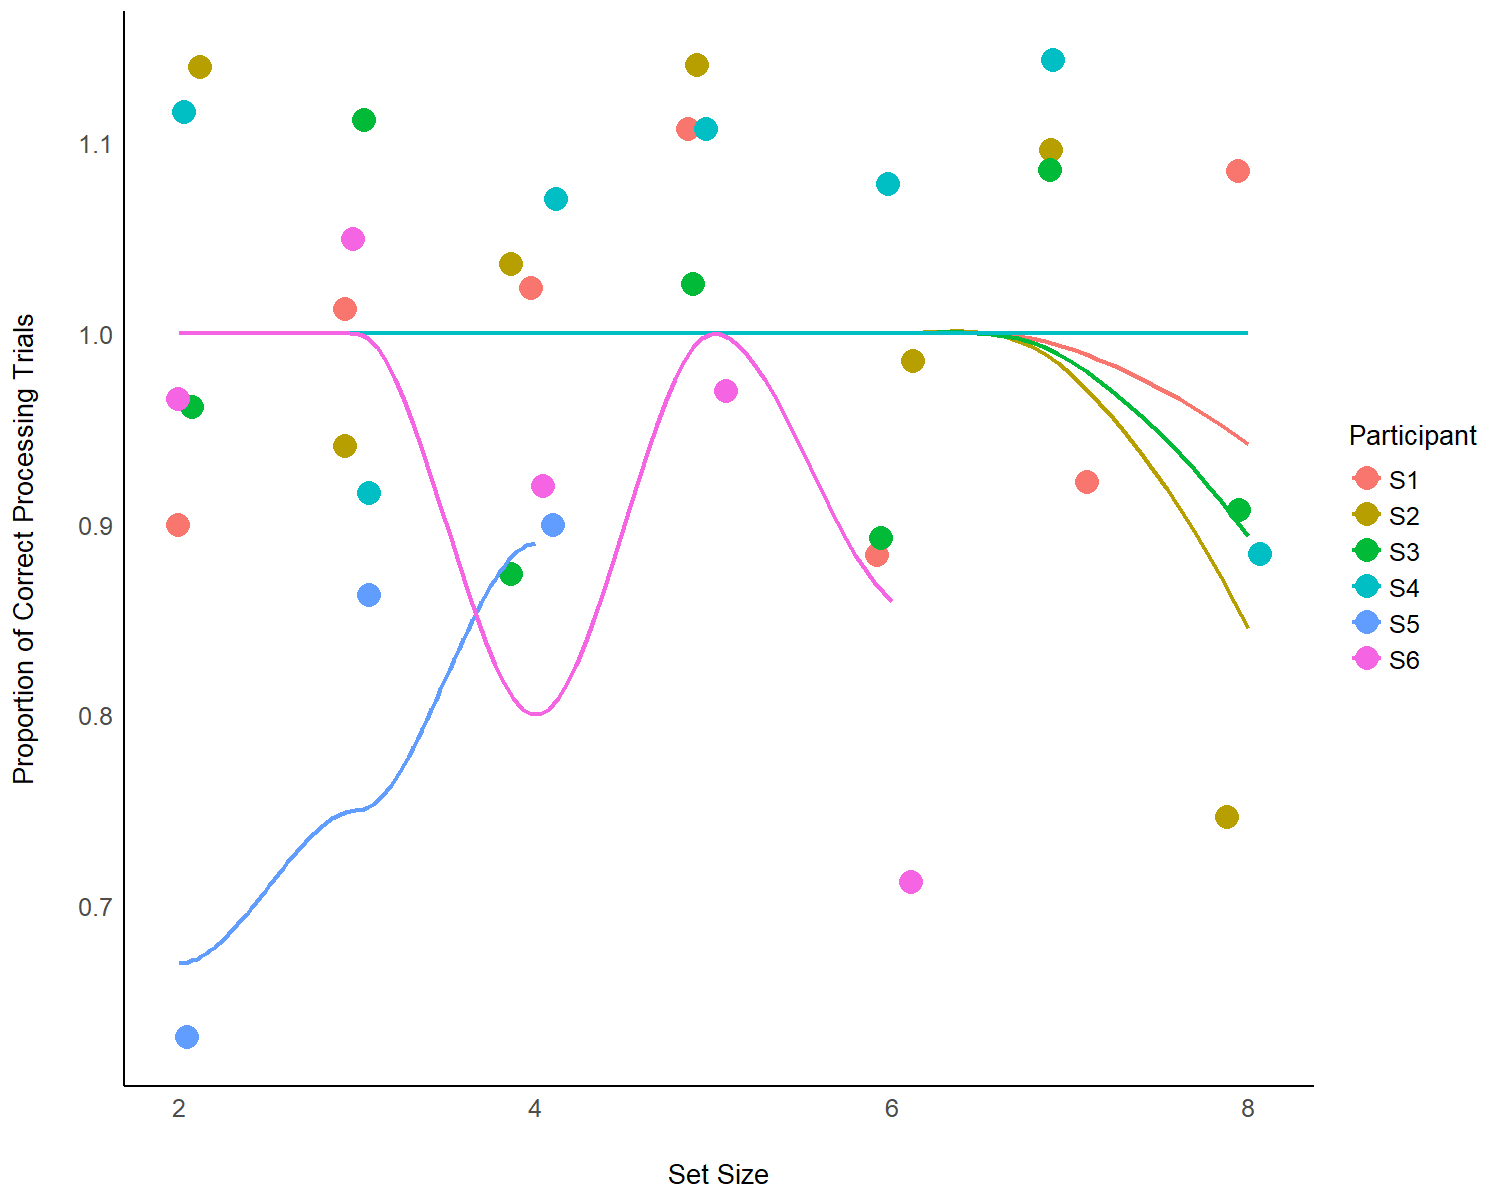 Proportion of Correct Processing Trials
1.1
1.0
0.9
0.8
0.7
2 4 6 8
Set Size
Participant
S1
S2
S3
S4
S5
S6